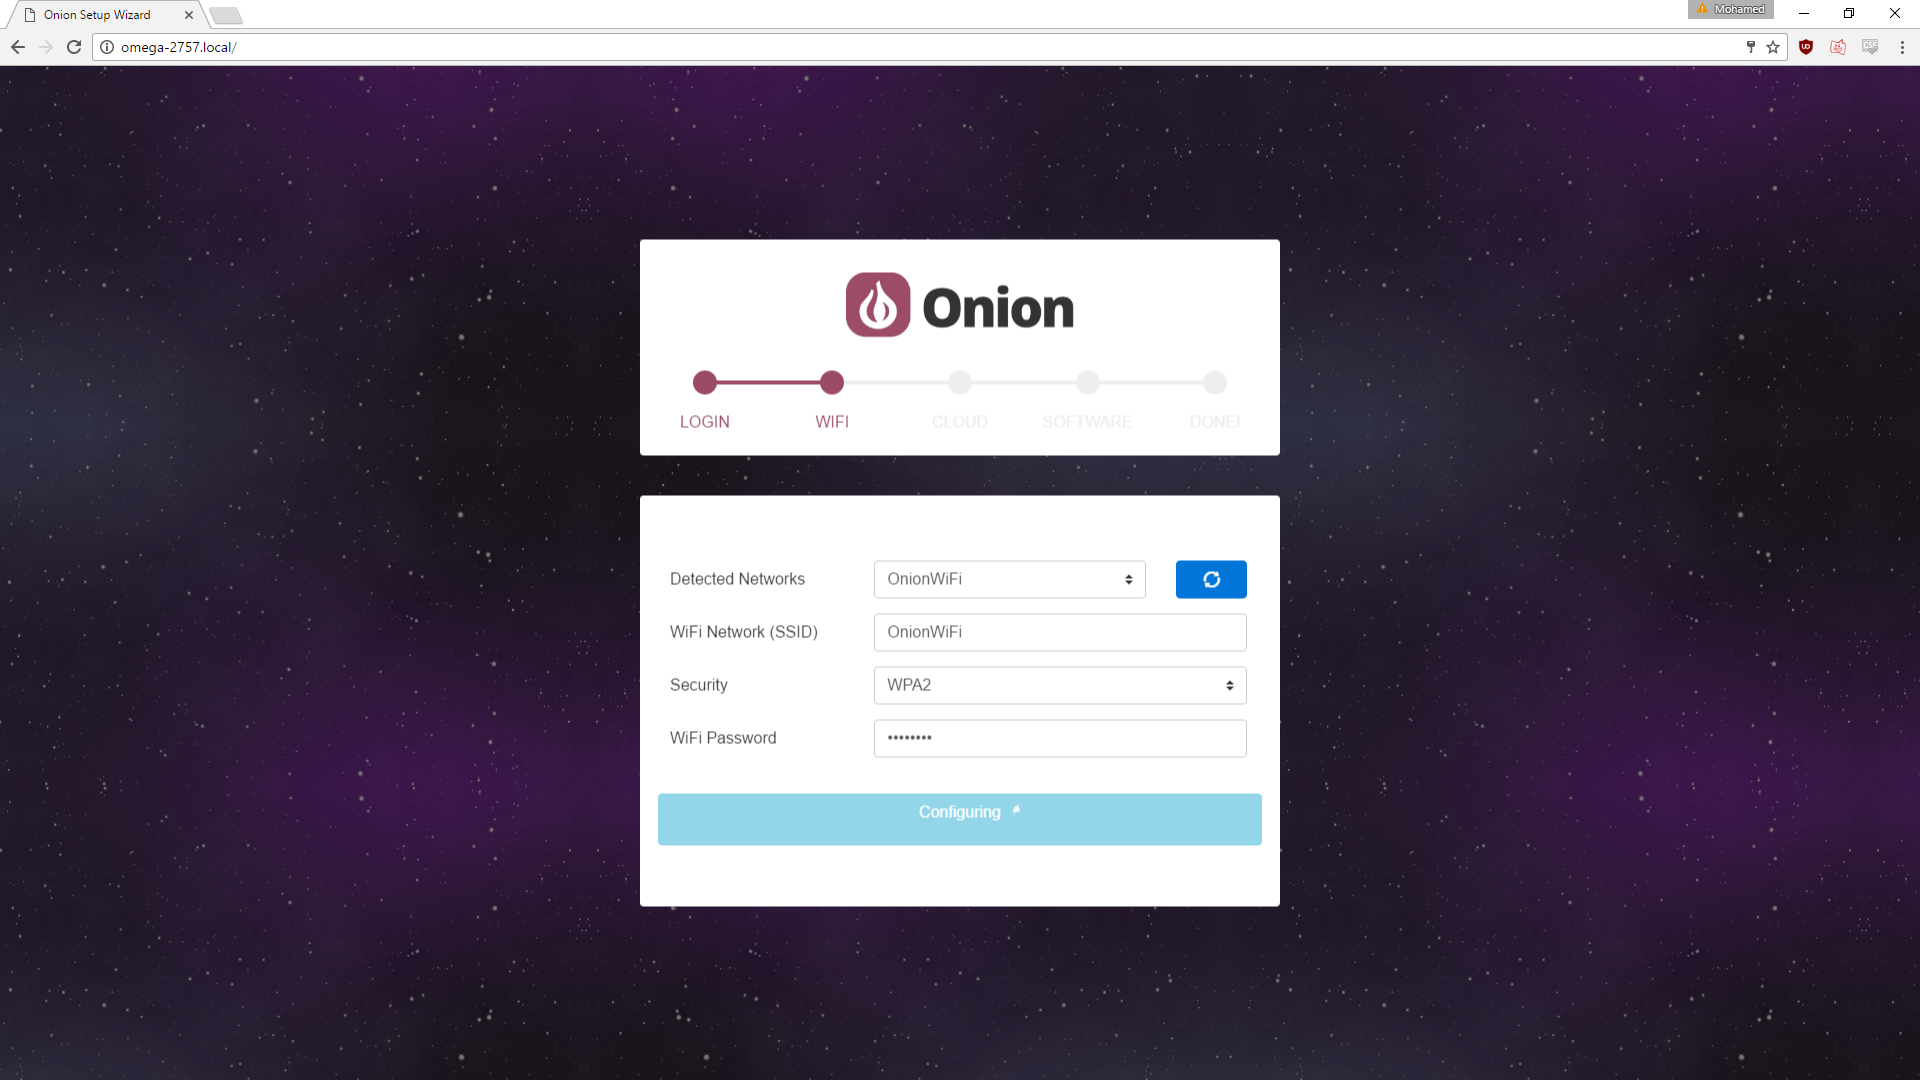 Onion Setup Wizard
Mohamed
omega-2757.local/
Onion
LOGIN
WIFI
CLOUD
SOFTWARE
DONE!
Detected Networks
OnionWiFi
WiFi Network (SSID)
OnionWiFi
Security
WPA2
WiFi Password
••••••••
Configuring